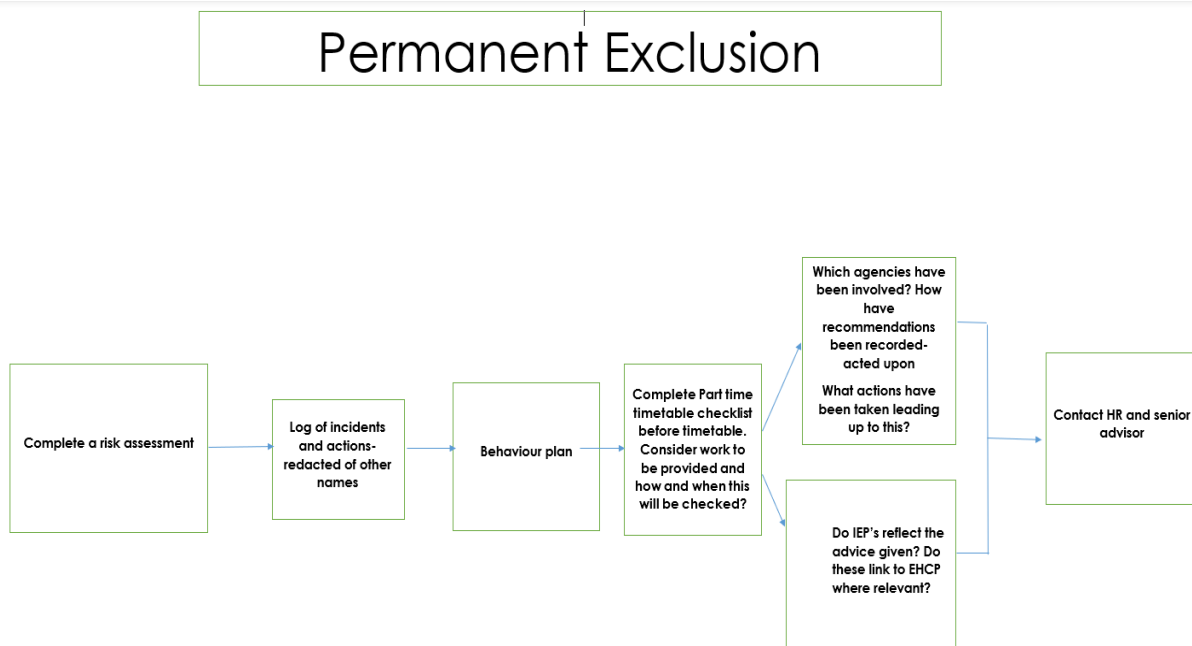 Permanent Exclusion
Complete a risk assessment
Log of incidents
and actions-
redacted of other
names
Behaviour plan
Complete Part time
timetable checklist
before timetable.
Consider work to
be provided and
how and when this
will be checked?
Which agencies have
been involved? How
have
recommendations
been recorded-
acted upon
What actions have
been taken leading
up to this?
Do IEP’s reflect the
advice given? Do
these link to EHCP
where relevant?
Contact HR and senior
advisor